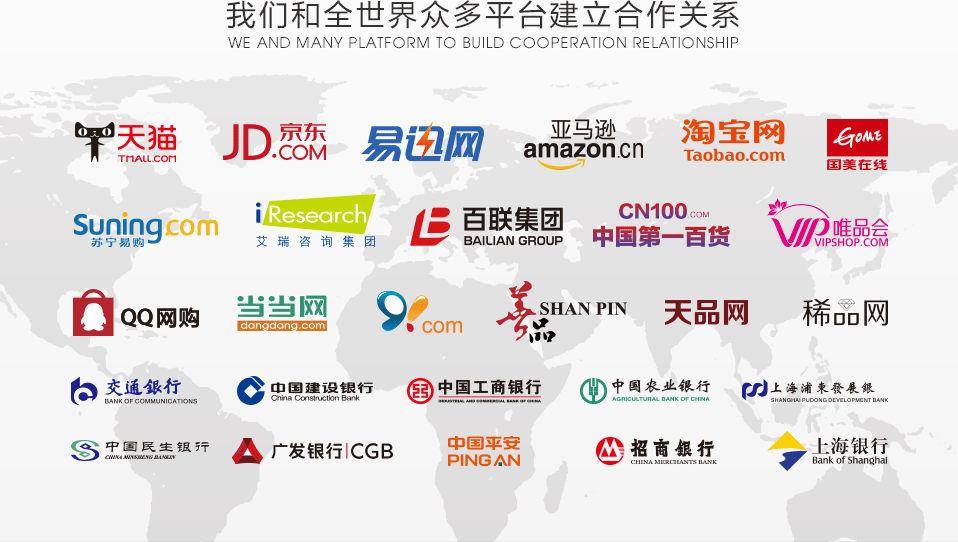 我们和全世界众多平台建立合作关系
WE AND MANY PLATFORM TO BUILD COOPERATION RELATIONSHIP
天猫
TMALL.COM
JD.京东
.COM
易迅网
亚马逊
amazon.cn
淘宝网
Taobao.com
GOME
国美在线
Suning.com
苏宁易购
iResearch
艾瑞咨询集团
百联集团
BAILIAN GROUP
CN100.COM
中国第一百货
VIP唯品会
VIPSHOP.COM
QQ网购
当当网
dangdang.com
.com
善品
SHAN PIN
天品网
稀品网
交通银行
BANK OF COMMUNICATIONS
中国建设银行
China Construction Bank
中国工商银行
INDUSTRIAL AND COMMERCIAL BANK OF CHINA
中国农业银行
AGRICULTURAL BANK OF CHINA
上海浦東發展銀
SHANGHAI PUDONG DEVELOPMENT BANK
中国民生银行
CHINA MINSHENG BANKIN
广发银行|CGB
中国平安
PING AN
招商银行
CHINA MERCHANTS BANK
上海银行
Bank of Shanghai